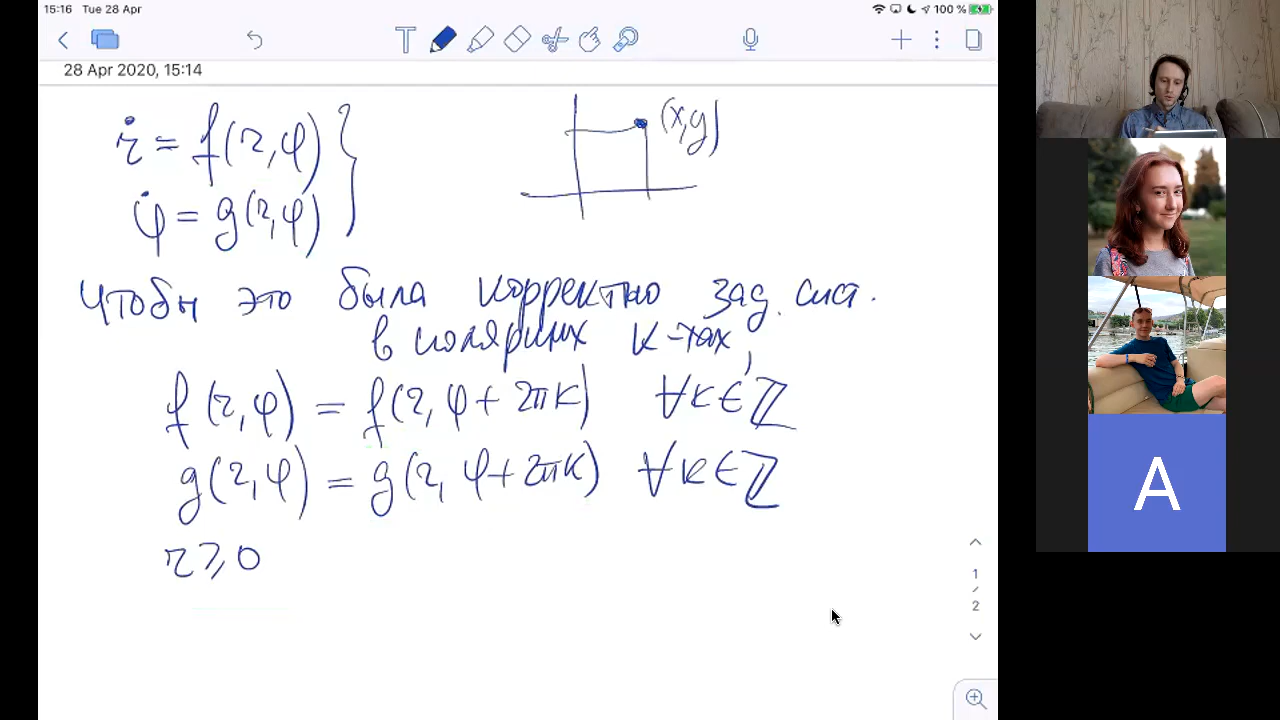 15:16 Tue 28 Apr
100 %
T
28 Apr 2020, 15:14
ṙ = f(r, φ) }
(x, y)
φ̇ = g(r, φ)
Чтобы это была корректно зад. сист.
в полярных к-тах,
f(r, φ) = f(r, φ + 2πk) ∀k ∈ ℤ
g(r, φ) = g(r, φ + 2πk) ∀k ∈ ℤ
r ⩾ 0
1
/
2
A